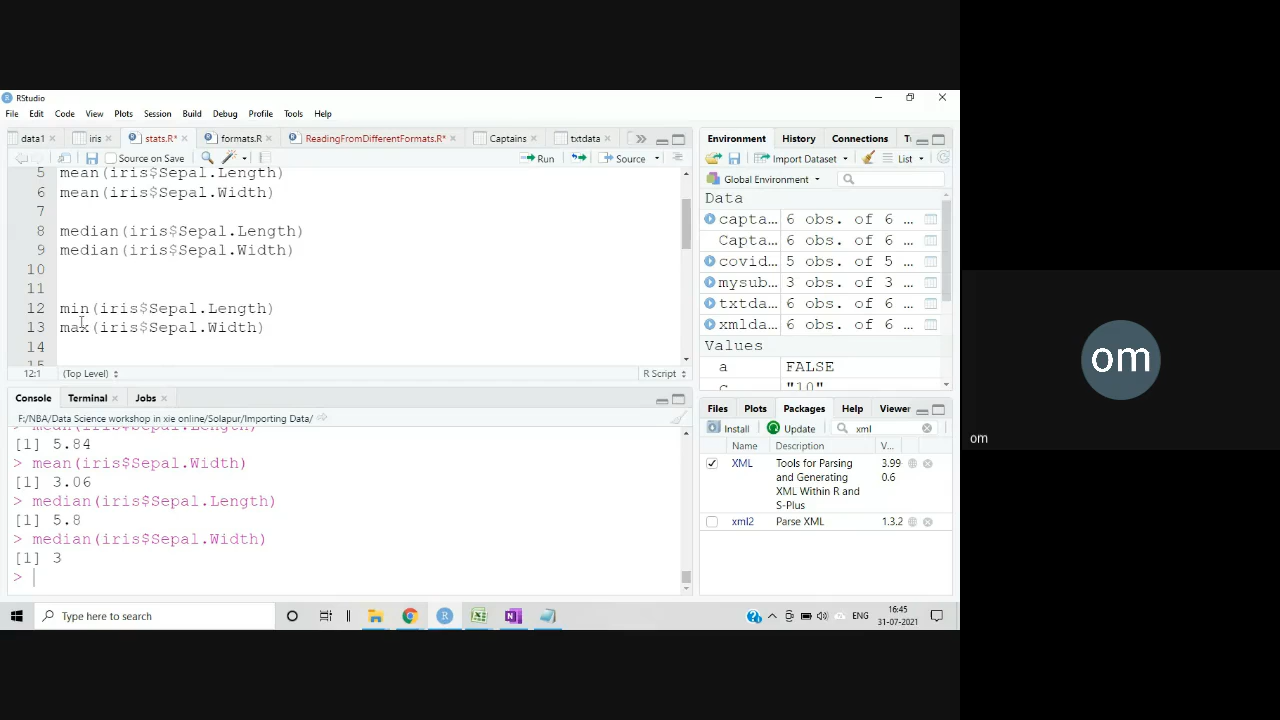 RStudio
File Edit Code View Plots Session Build Debug Profile Tools Help
data1 iris stats.R* formats.R ReadingFromDifferentFormats.R* Captains txtdata
Source on Save Run Source
5 mean(iris$Sepal.Length)
6 mean(iris$Sepal.Width)
7
8 median(iris$Sepal.Length)
9 median(iris$Sepal.Width)
10
11
12 min(iris$Sepal.Length)
13 max(iris$Sepal.Width)
14
15
12:1 (Top Level) R Script
Console Terminal Jobs
F:/NBA/Data Science workshop in xie online/Solapur/Importing Data/
mean(iris$Sepal.Length)
[1] 5.84
> mean(iris$Sepal.Width)
[1] 3.06
> median(iris$Sepal.Length)
[1] 5.8
> median(iris$Sepal.Width)
[1] 3
>
Environment History Connections
Import Dataset List
Global Environment
Data
capta... 6 obs. of 6 ...
Capta... 6 obs. of 6 ...
covid... 5 obs. of 5 ...
mysub... 3 obs. of 3 ...
txtda... 6 obs. of 6 ...
xmlda... 6 obs. of 6 ...
Values
a FALSE
c "10"
Files Plots Packages Help Viewer
Install Update xml
Name Description V...
XML Tools for Parsing and Generating XML Within R and S-Plus 3.99 0.6
xml2 Parse XML 1.3.2
Type here to search
ENG 16:45
31-07-2021
om
om